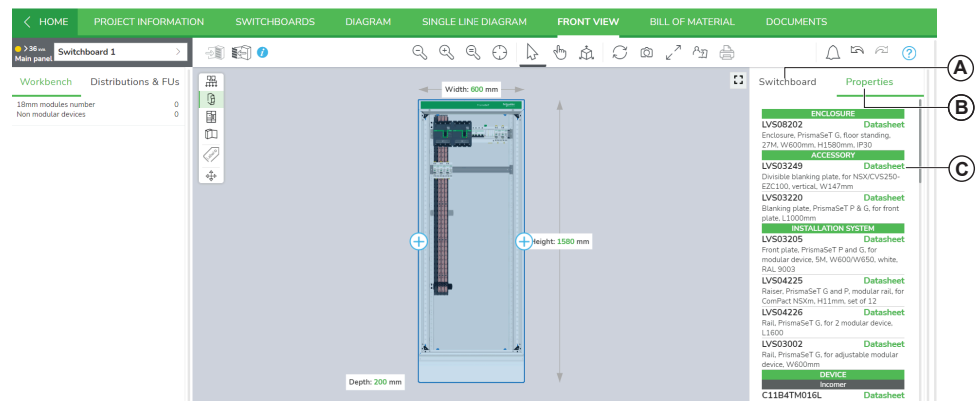 HOME PROJECT INFORMATION SWITCHBOARDS DIAGRAM SINGLE LINE DIAGRAM FRONT VIEW BILL OF MATERIAL DOCUMENTS
Main panel Switchboard 1
Workbench Distributions & FUs
18mm modules number 0
Non modular devices 0
Width: 600 mm
Height: 1580 mm
Depth: 200 mm
Switchboard Properties
A
B
C
ENCLOSURE
LVS08202 Datasheet
Enclosure, PrismaSeT G, floor standing,
27M, W600mm, H1580mm, IP30
ACCESSORY
LVS03249 Datasheet
Divisible blanking plate, for NSX/CVS250-
EZC100, vertical, W147mm
LVS03220 Datasheet
Blanking plate, PrismaSeT P & G, for front
plate, L1000mm
INSTALLATION SYSTEM
LVS03205 Datasheet
Front plate, PrismaSeT P and G, for
modular device, 5M, W600/W650, white,
RAL 9003
LVS04225 Datasheet
Raiser, PrismaSeT G and P, modular rail, for
ComPact NSXm, H11mm, set of 12
LVS04226 Datasheet
Rail, PrismaSeT G, for 2 modular device,
L1600
LVS03002 Datasheet
Rail, PrismaSeT G, for adjustable modular
device, W600mm
DEVICE
Incomer
C11B4TM016L Datasheet